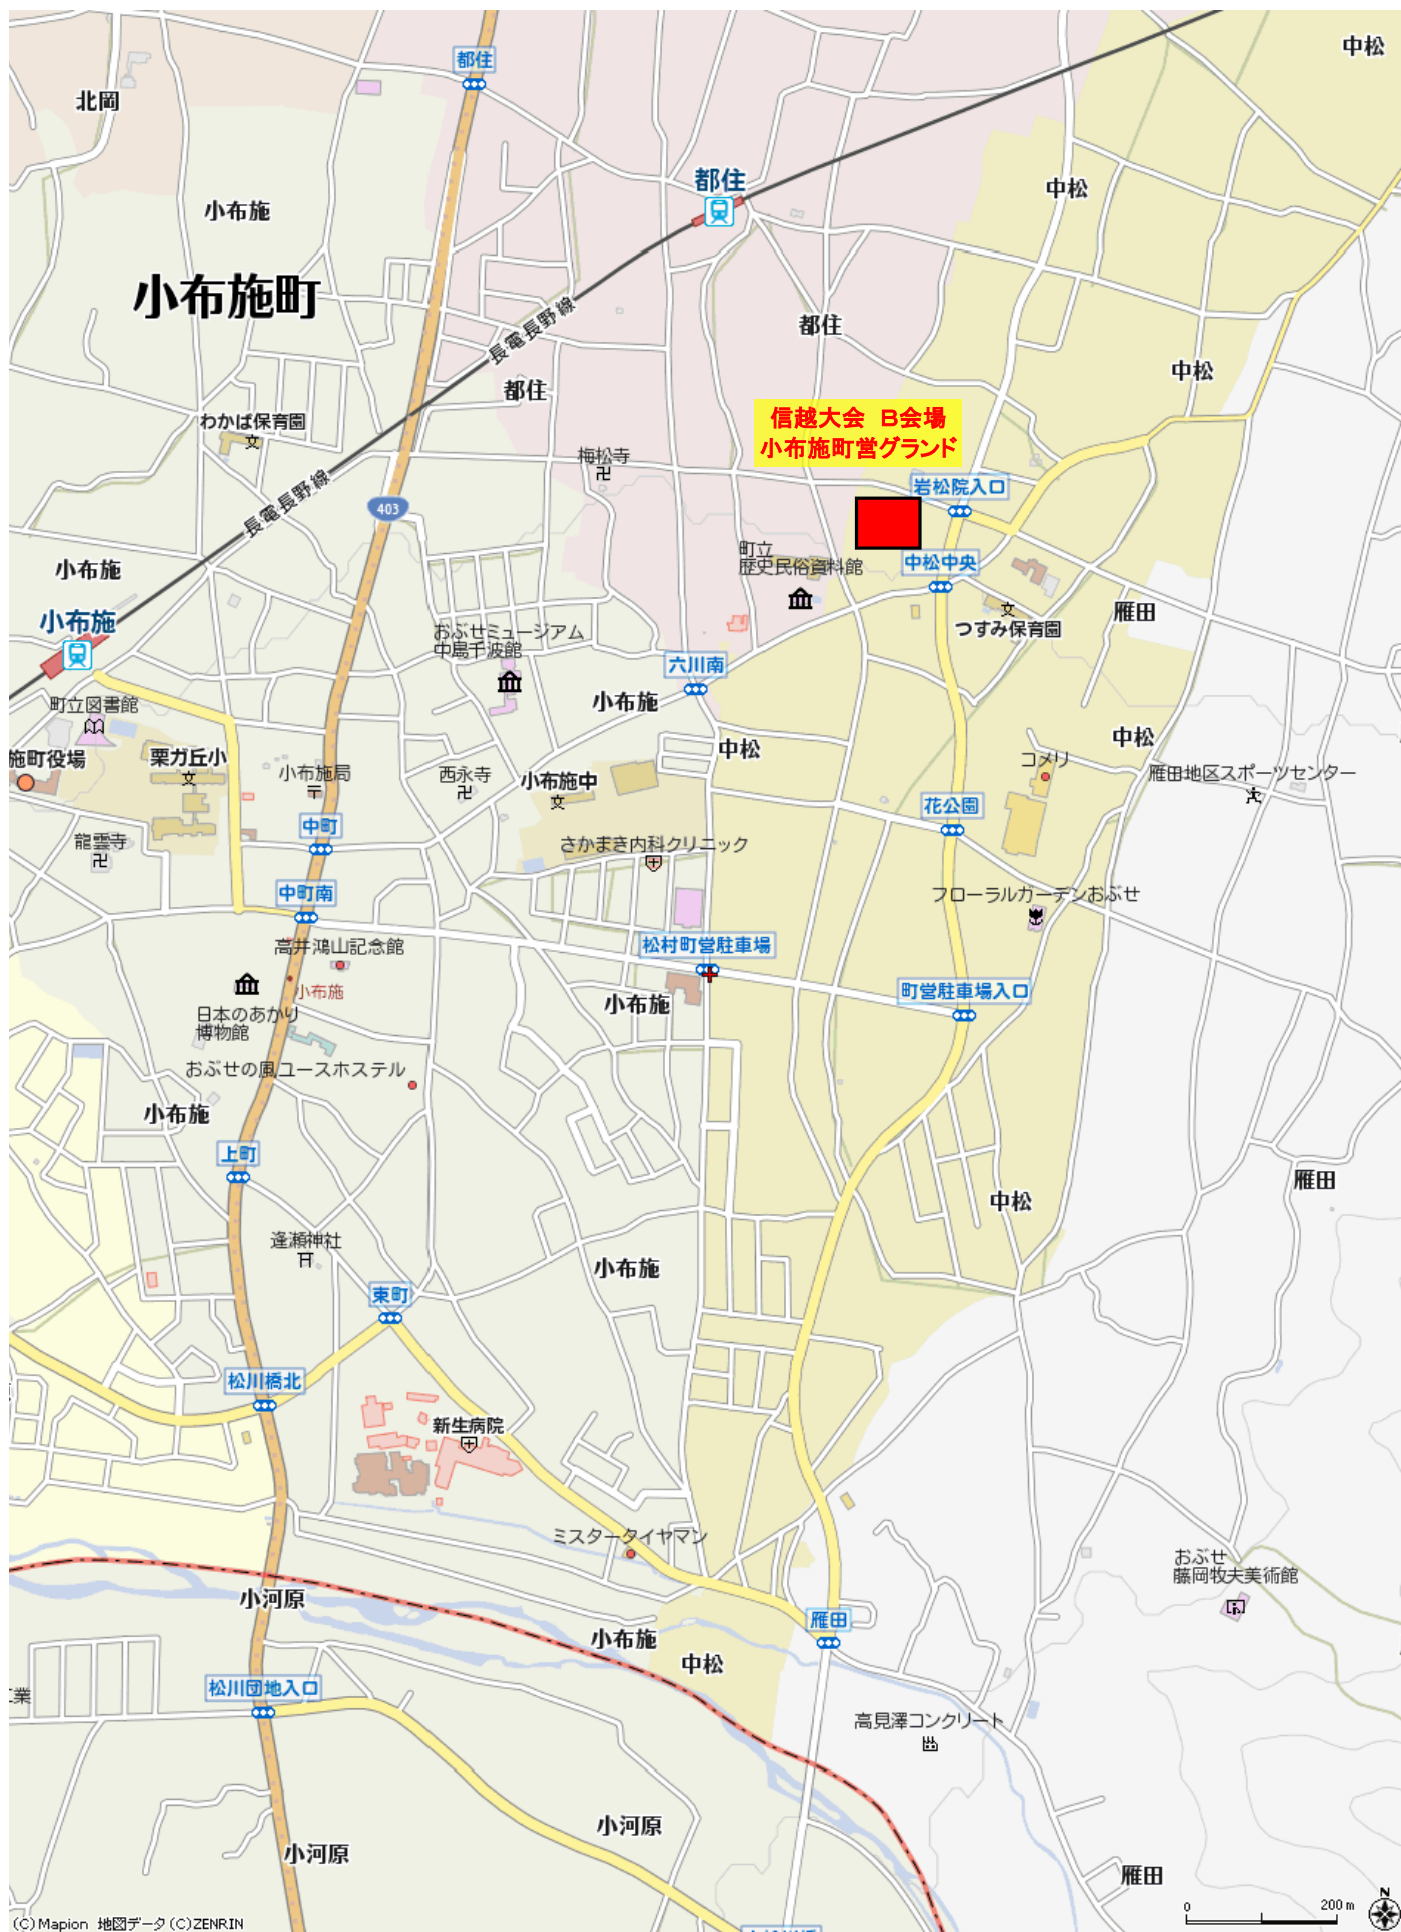 中松
都住
北岡
都住
中松
小布施
小布施町
長電長野線
都住
中松
都住
信越大会 B会場
小布施町営グランド
わかば保育園
梅松寺
岩松院入口
長電長野線
403
町立
歴史民俗資料館
中松中央
小布施
雁田
小布施
つすみ保育園
おぶせミュージアム
中島千波館
六川南
小布施
町立図書館
中松
中松
施町役場
栗ガ丘小
小布施局
西永寺
小布施中
コメリ
雁田地区スポーツセンター
花公園
中町
龍雲寺
さかまき内科クリニック
中町南
フローラルガーデンおぶせ
高井鴻山記念館
松村町営駐車場
小布施
町営駐車場入口
小布施
日本のあかり
博物館
おぶせの風ユースホステル
小布施
上町
雁田
中松
逢瀬神社
小布施
東町
松川橋北
新生病院
ミスタータイヤマン
おぶせ
藤岡牧夫美術館
小河原
雁田
小布施
中松
松川団地入口
工業
高見澤コンクリート
小河原
小河原
雁田
N
0 200m
(C)Mapion 地図データ(C)ZENRIN